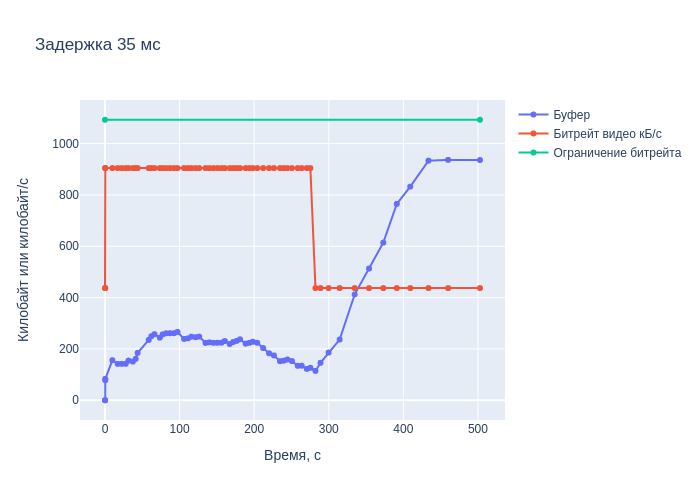 Задержка 35 мс
Буфер
Битрейт видео кБ/с
Ограничение битрейта
1000
800
600
400
200
0
0 100 200 300 400 500
Килобайт или килобайт/с
Время, с